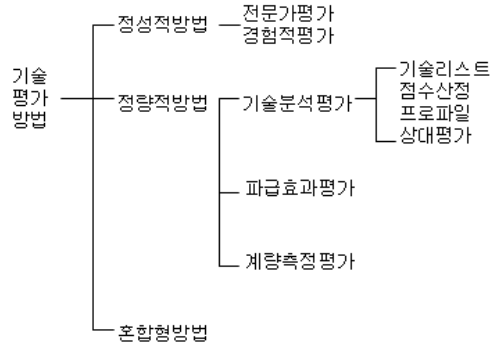 기술
평가
방법
정성적방법
전문가평가
경험적평가
정량적방법
기술분석평가
기술리스트
점수산정
프로파일
상대평가
파급효과평가
계량측정평가
혼합형방법